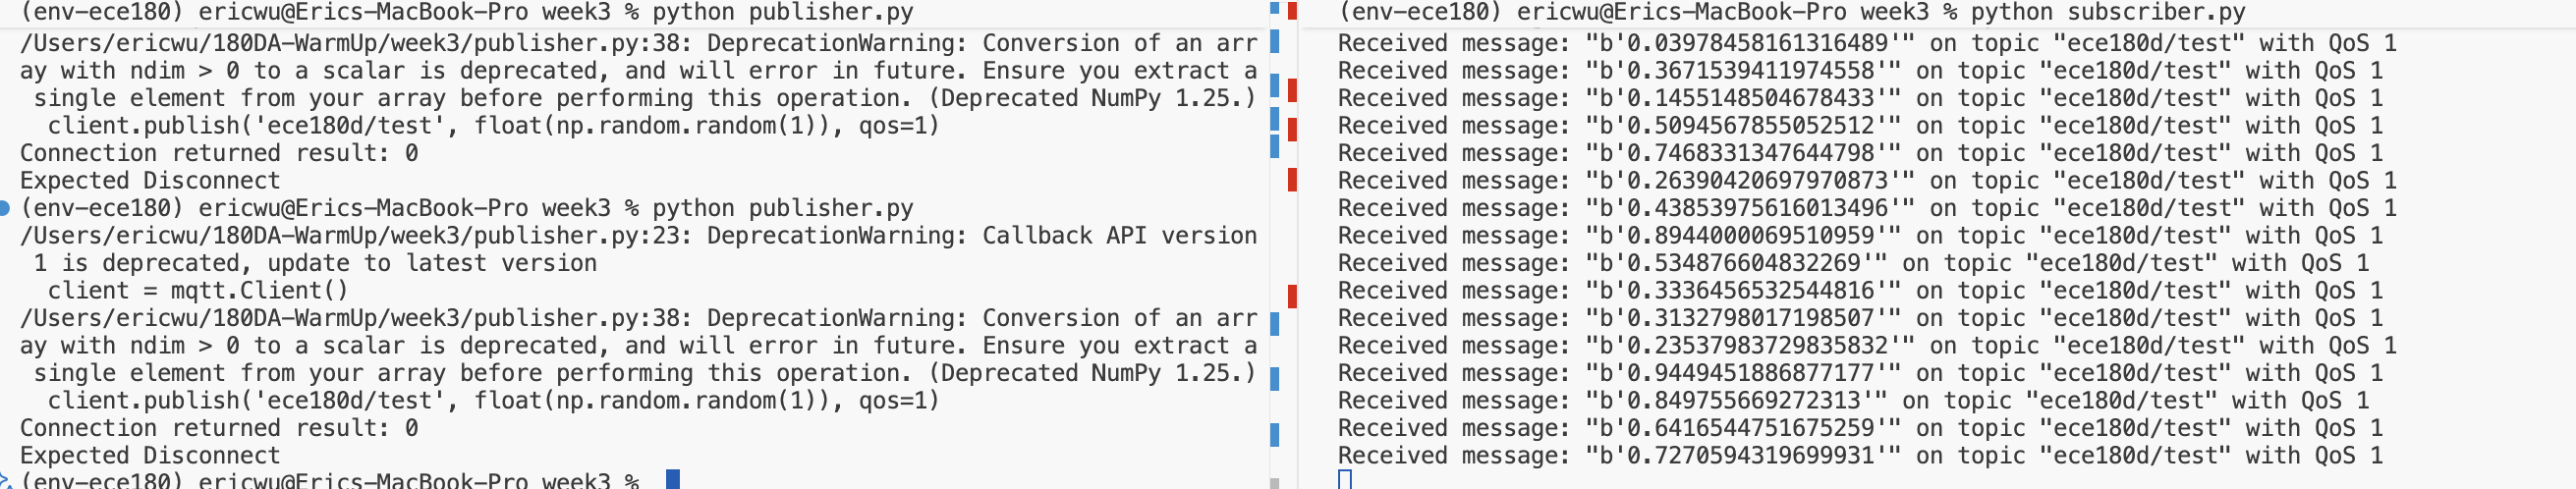 (env-ece180) ericwu@Erics-MacBook-Pro week3 % python publisher.py
/Users/ericwu/180DA-WarmUp/week3/publisher.py:38: DeprecationWarning: Conversion of an arr
ay with ndim > 0 to a scalar is deprecated, and will error in future. Ensure you extract a
 single element from your array before performing this operation. (Deprecated NumPy 1.25.)
  client.publish('ece180d/test', float(np.random.random(1)), qos=1)
Connection returned result: 0
Expected Disconnect
(env-ece180) ericwu@Erics-MacBook-Pro week3 % python publisher.py
/Users/ericwu/180DA-WarmUp/week3/publisher.py:23: DeprecationWarning: Callback API version
 1 is deprecated, update to latest version
  client = mqtt.Client()
/Users/ericwu/180DA-WarmUp/week3/publisher.py:38: DeprecationWarning: Conversion of an arr
ay with ndim > 0 to a scalar is deprecated, and will error in future. Ensure you extract a
 single element from your array before performing this operation. (Deprecated NumPy 1.25.)
  client.publish('ece180d/test', float(np.random.random(1)), qos=1)
Connection returned result: 0
Expected Disconnect
(env-ece180) ericwu@Erics-MacBook-Pro week3 %
(env-ece180) ericwu@Erics-MacBook-Pro week3 % python subscriber.py
Received message: "b'0.03978458161316489'" on topic "ece180d/test" with QoS 1
Received message: "b'0.3671539411974558'" on topic "ece180d/test" with QoS 1
Received message: "b'0.1455148504678433'" on topic "ece180d/test" with QoS 1
Received message: "b'0.5094567855052512'" on topic "ece180d/test" with QoS 1
Received message: "b'0.7468331347644798'" on topic "ece180d/test" with QoS 1
Received message: "b'0.26390420697970873'" on topic "ece180d/test" with QoS 1
Received message: "b'0.43853975616013496'" on topic "ece180d/test" with QoS 1
Received message: "b'0.8944000069510959'" on topic "ece180d/test" with QoS 1
Received message: "b'0.534876604832269'" on topic "ece180d/test" with QoS 1
Received message: "b'0.3336456532544816'" on topic "ece180d/test" with QoS 1
Received message: "b'0.3132798017198507'" on topic "ece180d/test" with QoS 1
Received message: "b'0.23537983729835832'" on topic "ece180d/test" with QoS 1
Received message: "b'0.9449451886877177'" on topic "ece180d/test" with QoS 1
Received message: "b'0.849755669272313'" on topic "ece180d/test" with QoS 1
Received message: "b'0.6416544751675259'" on topic "ece180d/test" with QoS 1
Received message: "b'0.7270594319699931'" on topic "ece180d/test" with QoS 1